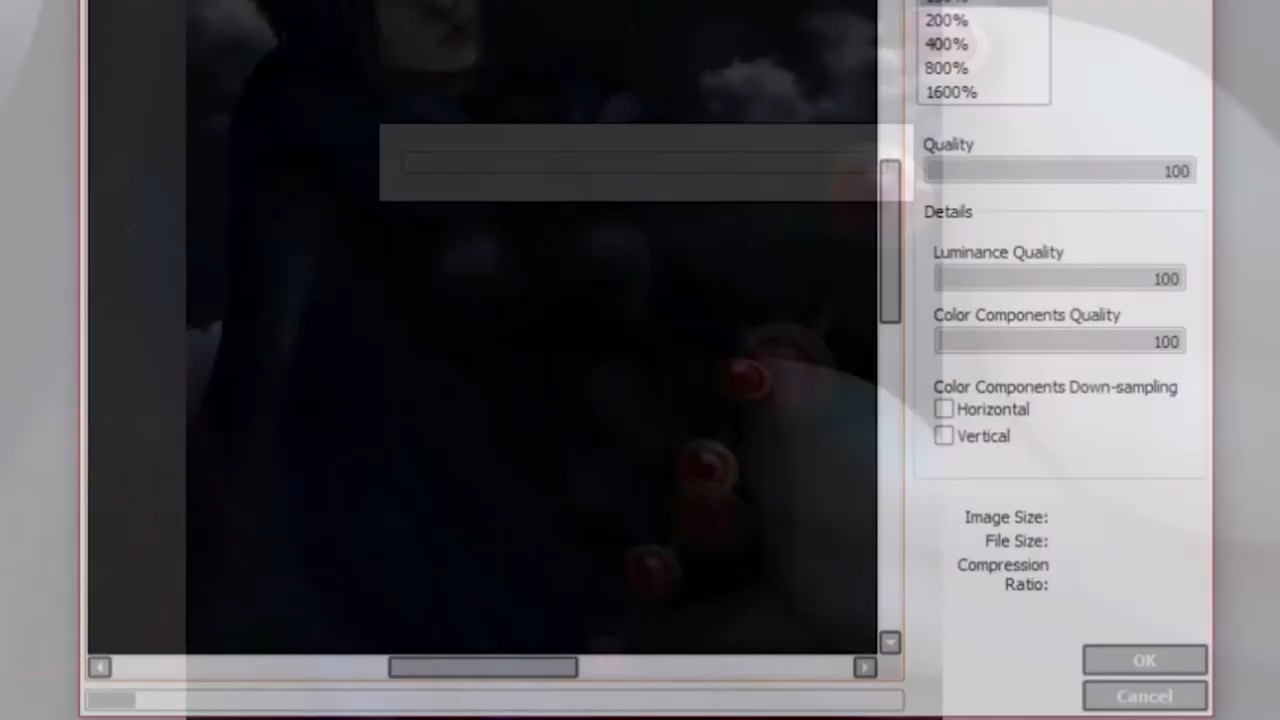 200%
400%
800%
1600%
Quality
100
Details
Luminance Quality
100
Color Components Quality
100
Color Components Down-sampling
Horizontal
Vertical
Image Size:
File Size:
Compression
Ratio:
OK
Cancel